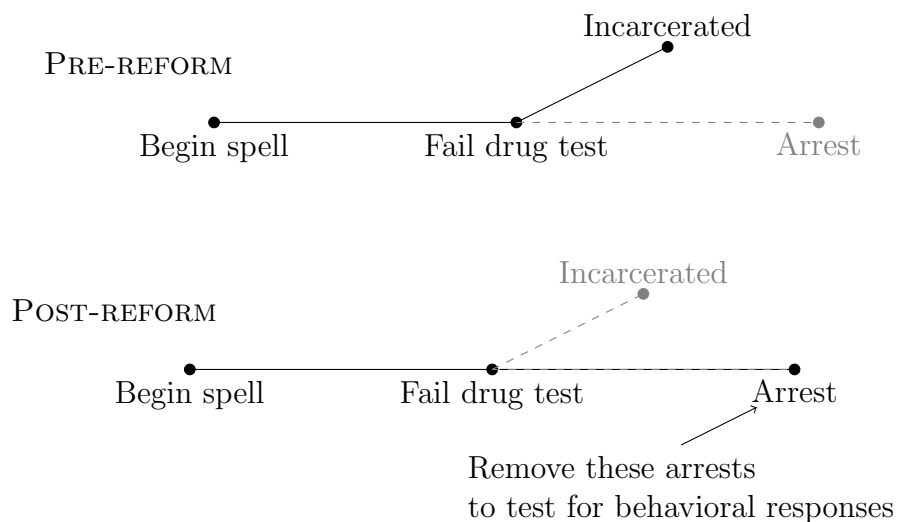 Incarcerated
PRE-REFORM
Begin spell
Fail drug test
Arrest
Incarcerated
POST-REFORM
Begin spell
Fail drug test
Arrest
Remove these arrests
to test for behavioral responses